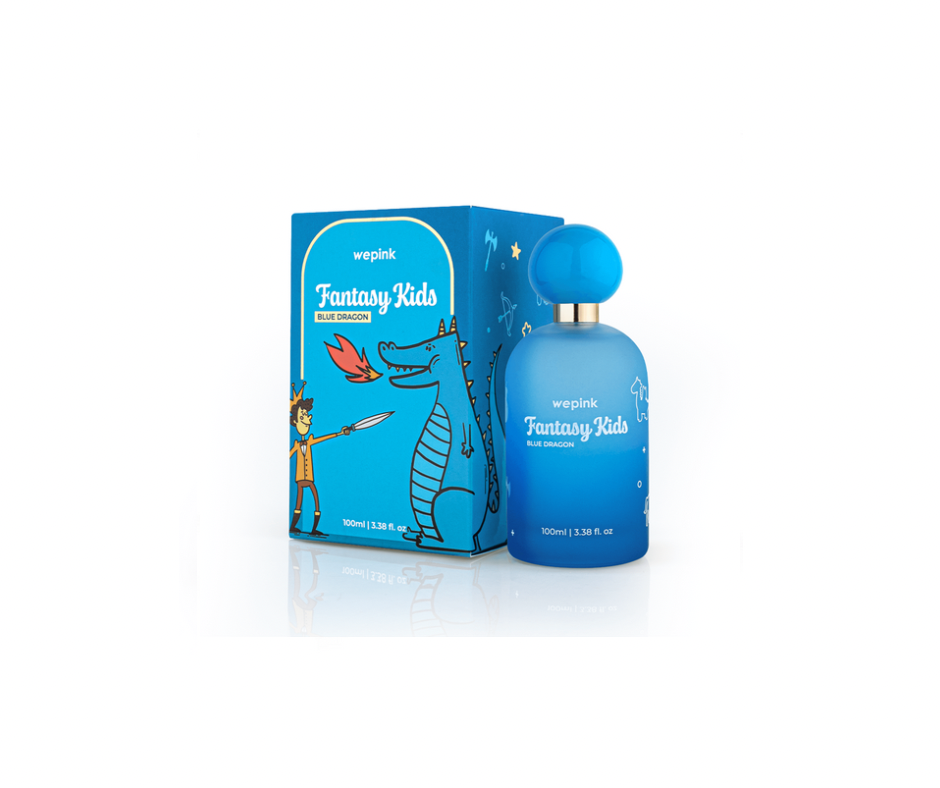 wepink
Fantasy Kids
BLUE DRAGON
100ml | 3.38 fl. oz
wepink
Fantasy Kids
BLUE DRAGON
100ml | 3.38 fl. oz